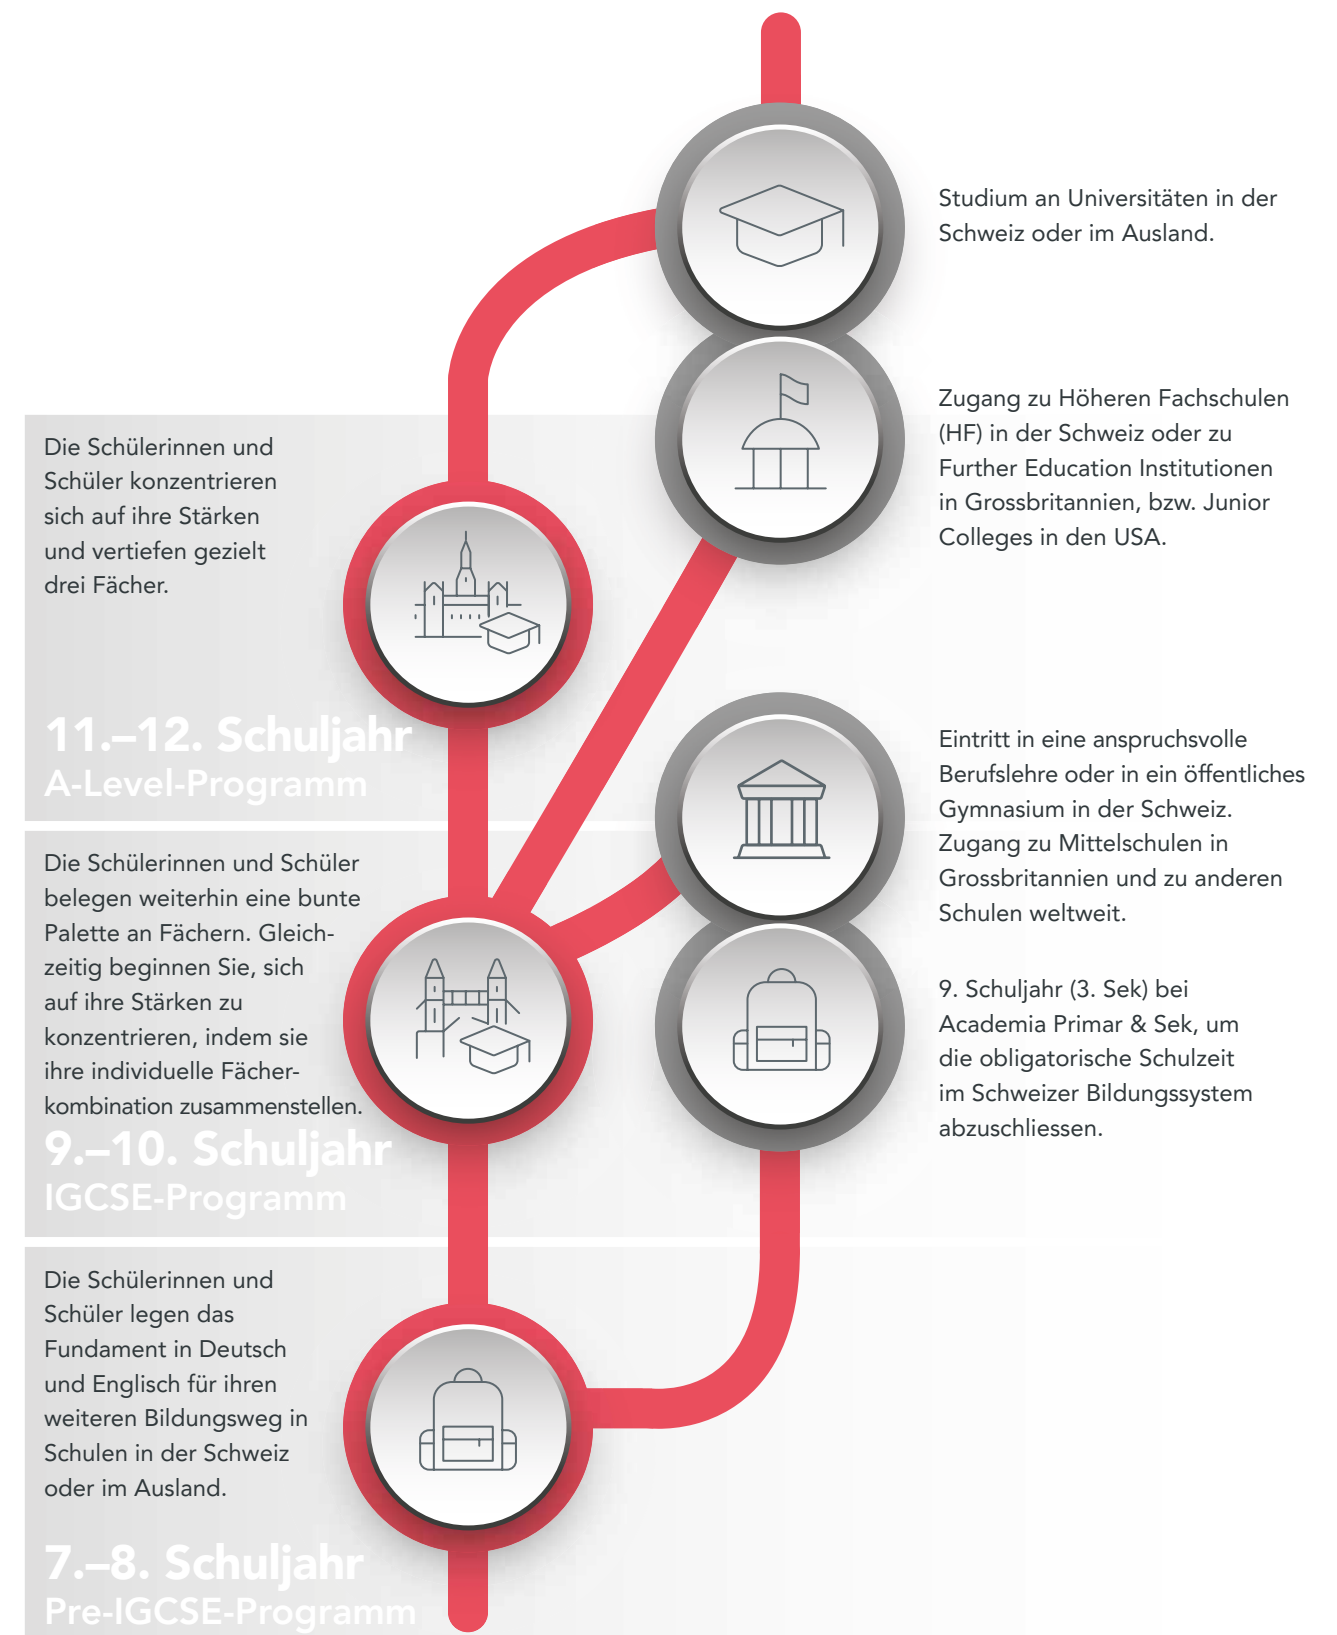 Studium an Universitäten in der
Schweiz oder im Ausland.
Zugang zu Höheren Fachschulen
(HF) in der Schweiz oder zu
Further Education Institutionen
in Grossbritannien, bzw. Junior
Colleges in den USA.
Die Schülerinnen und
Schüler konzentrieren
sich auf ihre Stärken
und vertiefen gezielt
drei Fächer.
11.–12. Schuljahr
A-Level-Programm
Eintritt in eine anspruchsvolle
Berufslehre oder in ein öffentliches
Gymnasium in der Schweiz.
Zugang zu Mittelschulen in
Grossbritannien und zu anderen
Schulen weltweit.
Die Schülerinnen und Schüler
belegen weiterhin eine bunte
Palette an Fächern. Gleich-
zeitig beginnen Sie, sich
auf ihre Stärken zu
konzentrieren, indem sie
ihre individuelle Fächer-
kombination zusammenstellen.
9.–10. Schuljahr
IGCSE-Programm
9. Schuljahr (3. Sek) bei
Academia Primar & Sek, um
die obligatorische Schulzeit
im Schweizer Bildungssystem
abzuschliessen.
Die Schülerinnen und
Schüler legen das
Fundament in Deutsch
und Englisch für ihren
weiteren Bildungsweg in
Schulen in der Schweiz
oder im Ausland.
7.–8. Schuljahr
Pre-IGCSE-Programm